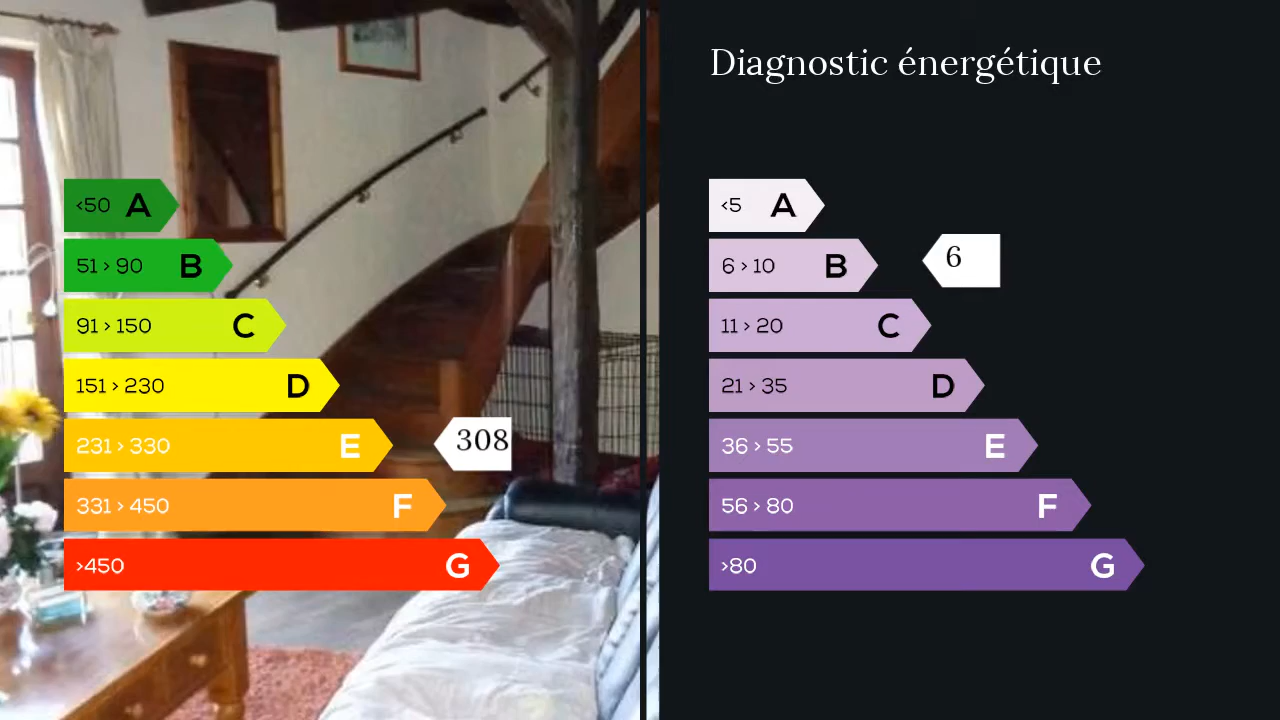 Diagnostic énergétique
<50 A
51 > 90 B
91 > 150 C
151 > 230 D
231 > 330 E
308
331 > 450 F
>450 G
<5 A
6 > 10 B
6
11 > 20 C
21 > 35 D
36 > 55 E
56 > 80 F
>80 G